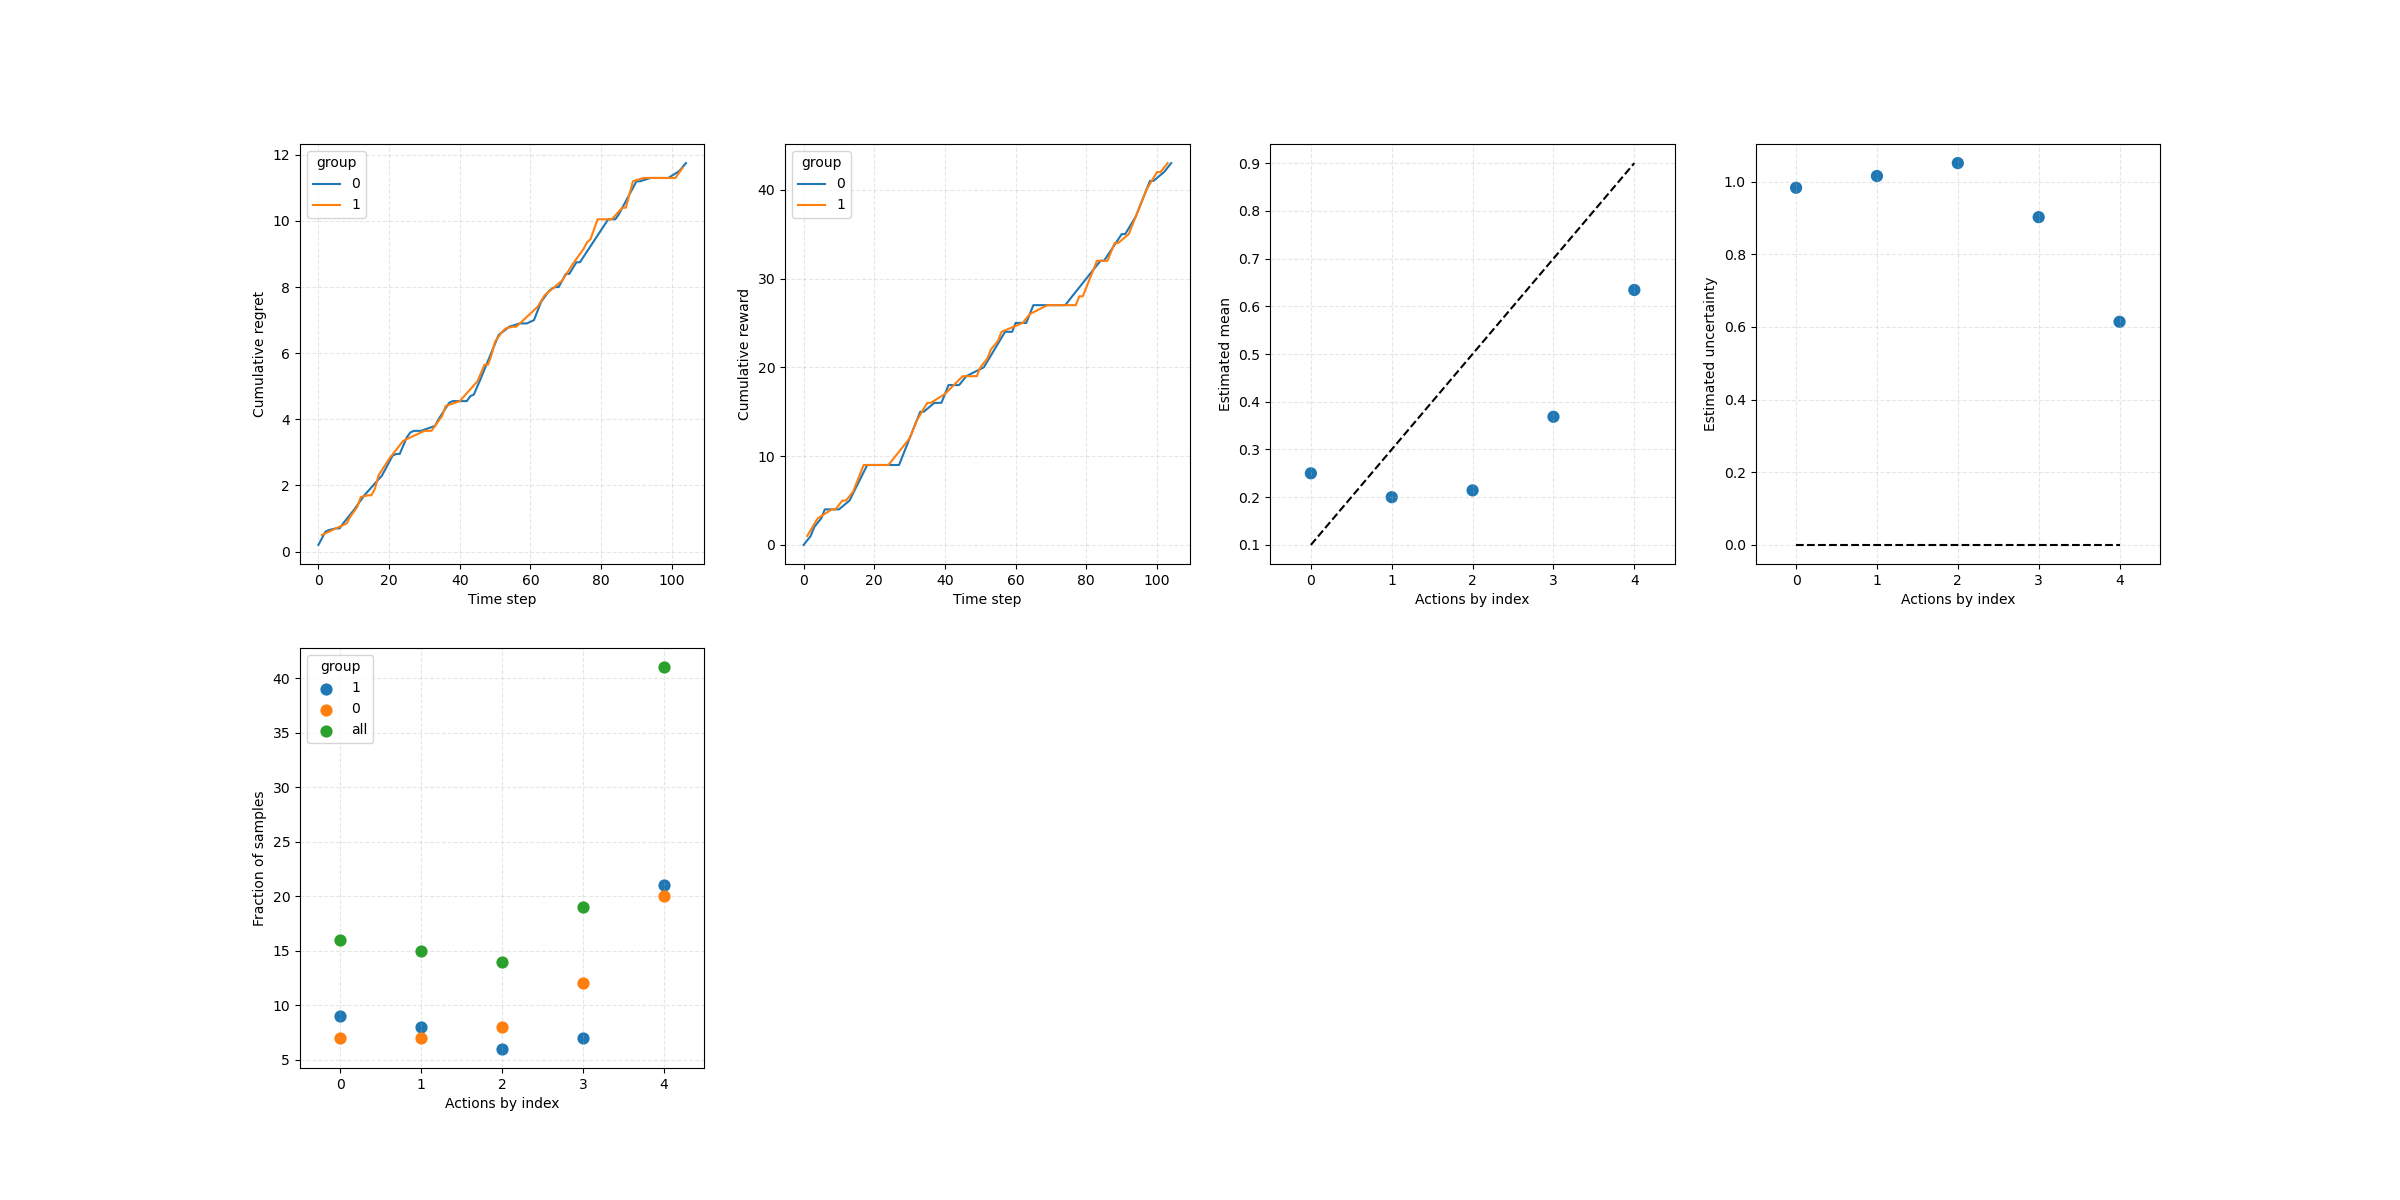 group
0
1
12
10
8
6
4
2
0
Cumulative regret
0 20 40 60 80 100
Time step
group
0
1
40
30
20
10
0
Cumulative reward
0 20 40 60 80 100
Time step
0.9
0.8
0.7
0.6
0.5
0.4
0.3
0.2
0.1
Estimated mean
0 1 2 3 4
Actions by index
1.0
0.8
0.6
0.4
0.2
0.0
Estimated uncertainty
0 1 2 3 4
Actions by index
group
1
0
all
40
35
30
25
20
15
10
5
Fraction of samples
0 1 2 3 4
Actions by index